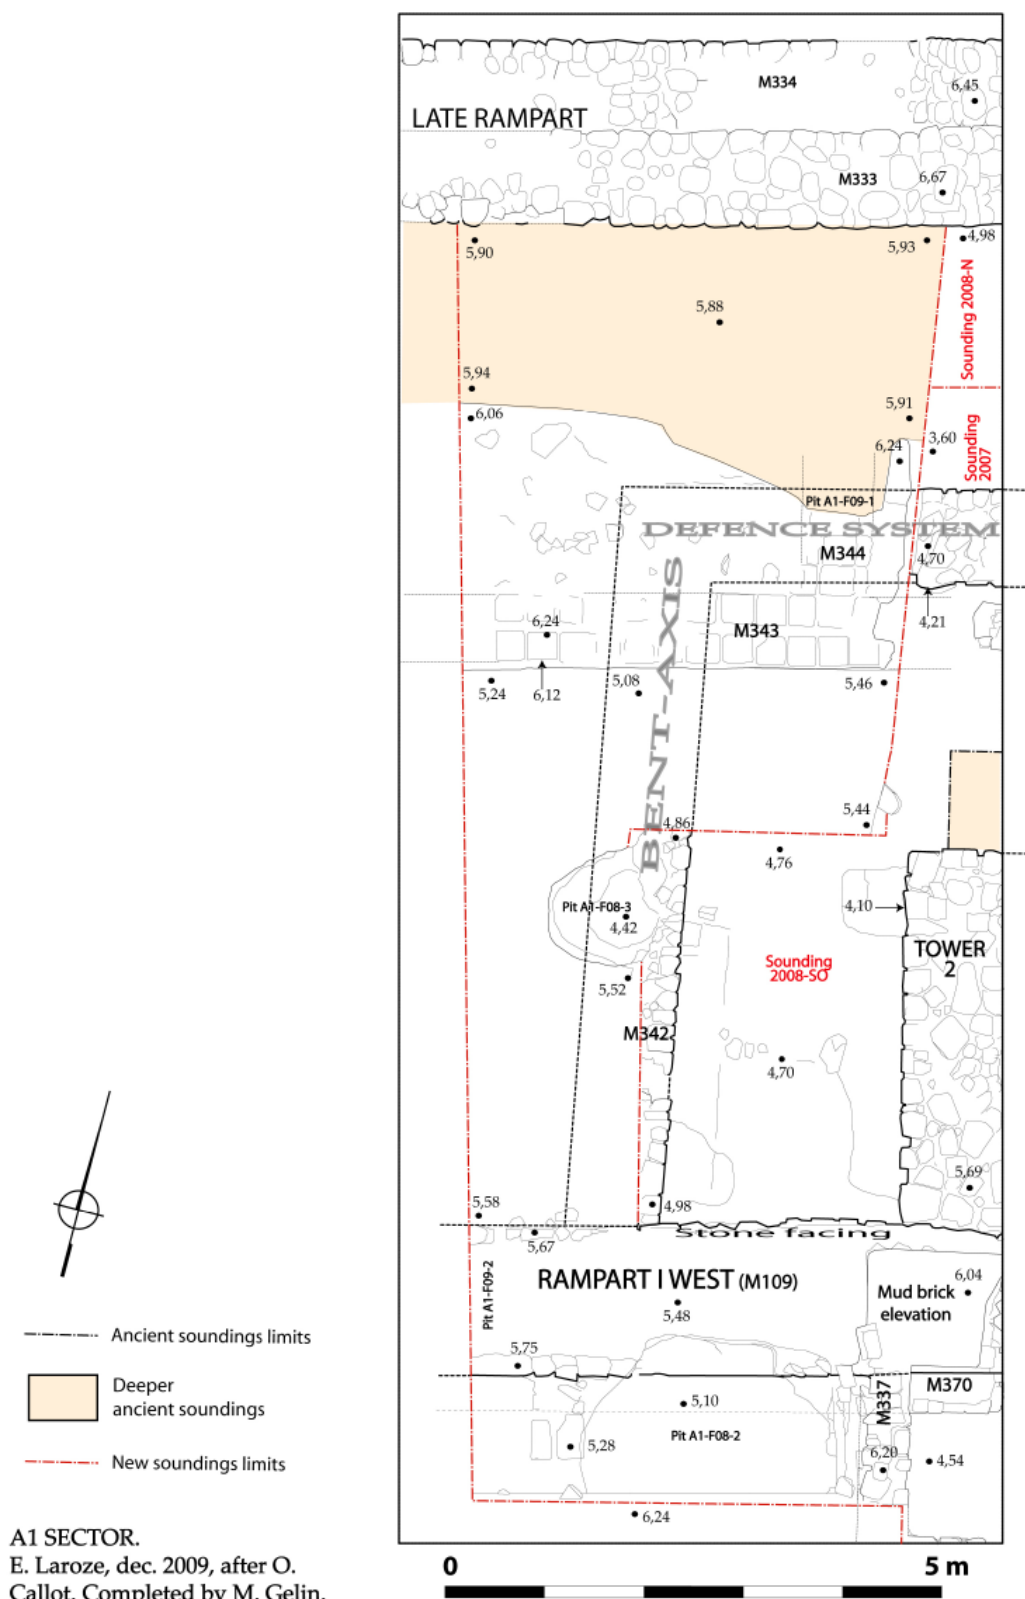 M334
6,45
LATE RAMPART
M333
6,67
5,90
5,93
4,98
Sounding 2008-N
5,88
5,94
6,06
5,91
6,24
3,60
Sounding
2007
Pit A1-F09-1
DEFENCE SYSTEM
M344
4,70
4,21
BENT-AXIS
M343
6,24
6,12
5,24
5,08
5,46
5,44
4,86
4,76
Pit A1-F08-3
4,42
4,10
TOWER
2
Sounding
2008-SO
5,52
M342
4,70
5,69
5,58
4,98
5,67
Stone facing
RAMPART I WEST (M109)
Pit A1-F09-2
5,48
Mud brick
elevation
6,04
5,75
M337
M370
5,10
Pit A1-F08-2
5,28
6,20
4,54
6,24
Ancient soundings limits
Deeper
ancient soundings
New soundings limits
A1 SECTOR.
E. Laroze, dec. 2009, after O.
Callot. Completed by M. Gelin.
0
5 m